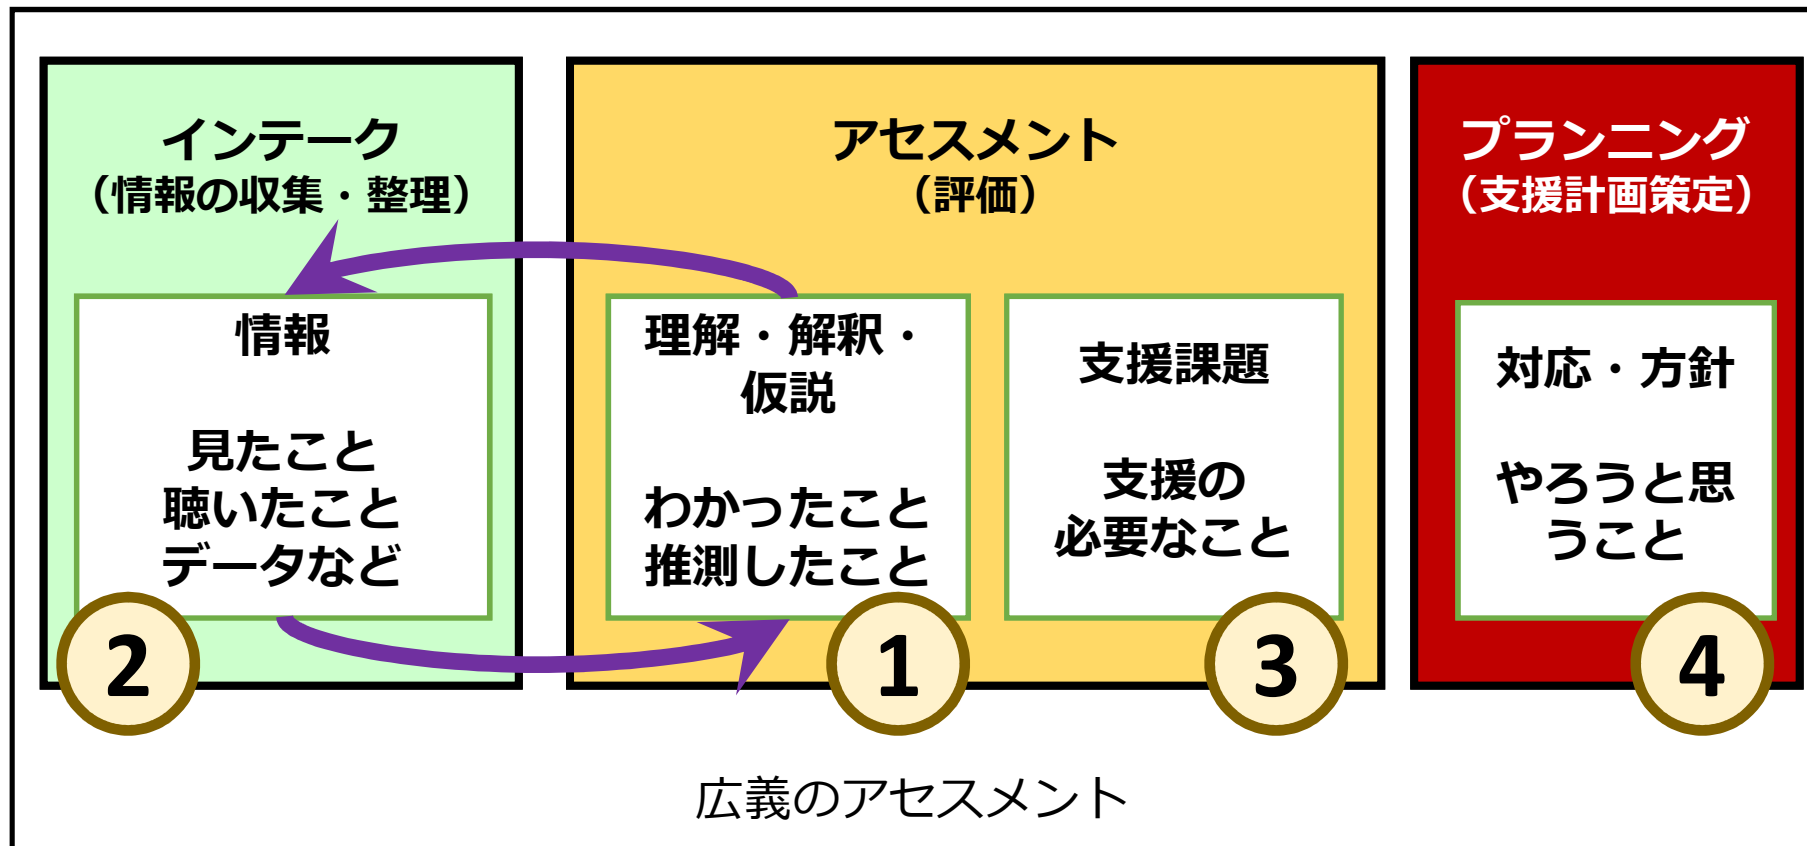 インテーク
（情報の収集・整理）
情報
見たこと
聴いたこと
データなど
2
アセスメント
（評価）
理解・解釈・
仮説
わかったこと
推測したこと
1
支援課題
支援の
必要なこと
3
プランニング
（支援計画策定）
対応・方針
やろうと思
うこと
4
広義のアセスメント